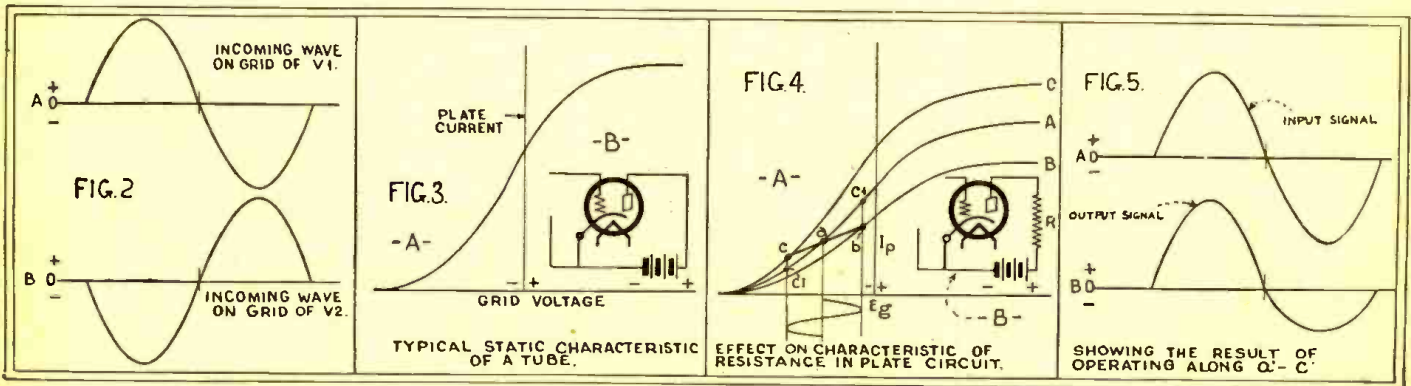 INCOMING WAVE
ON GRID OF V1.
+
A 0
−
FIG.2
+
B 0
−
INCOMING WAVE
ON GRID OF V2.
PLATE
CURRENT
-B-
FIG.3.
-A-
− +
− +
GRID VOLTAGE
TYPICAL STATIC CHARACTERISTIC
OF A TUBE.
FIG.4.
C
A
B
-A-
C1
R
a
c
b
Ip
C1
− +
− +
Eg
-B-
EFFECT ON CHARACTERISTIC OF
RESISTANCE IN PLATE CIRCUIT.
FIG.5.
INPUT SIGNAL
+
A 0
−
OUTPUT SIGNAL
+
B 0
−
SHOWING THE RESULT OF
OPERATING ALONG a'- c'